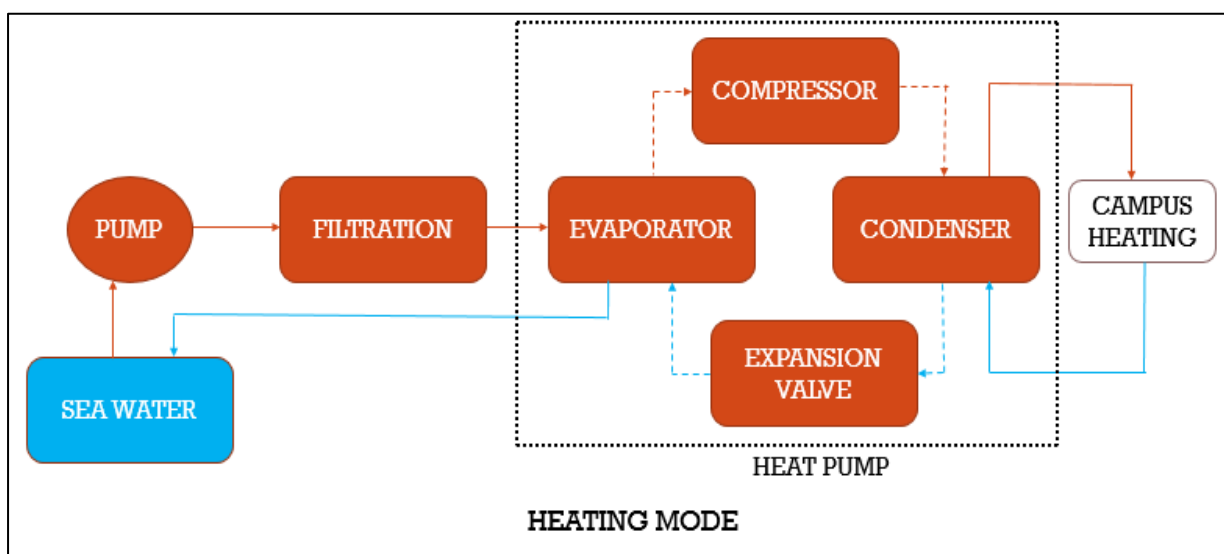 COMPRESSOR
PUMP
FILTRATION
EVAPORATOR
CONDENSER
CAMPUS
HEATING
EXPANSION
VALVE
SEA WATER
HEAT PUMP
HEATING MODE